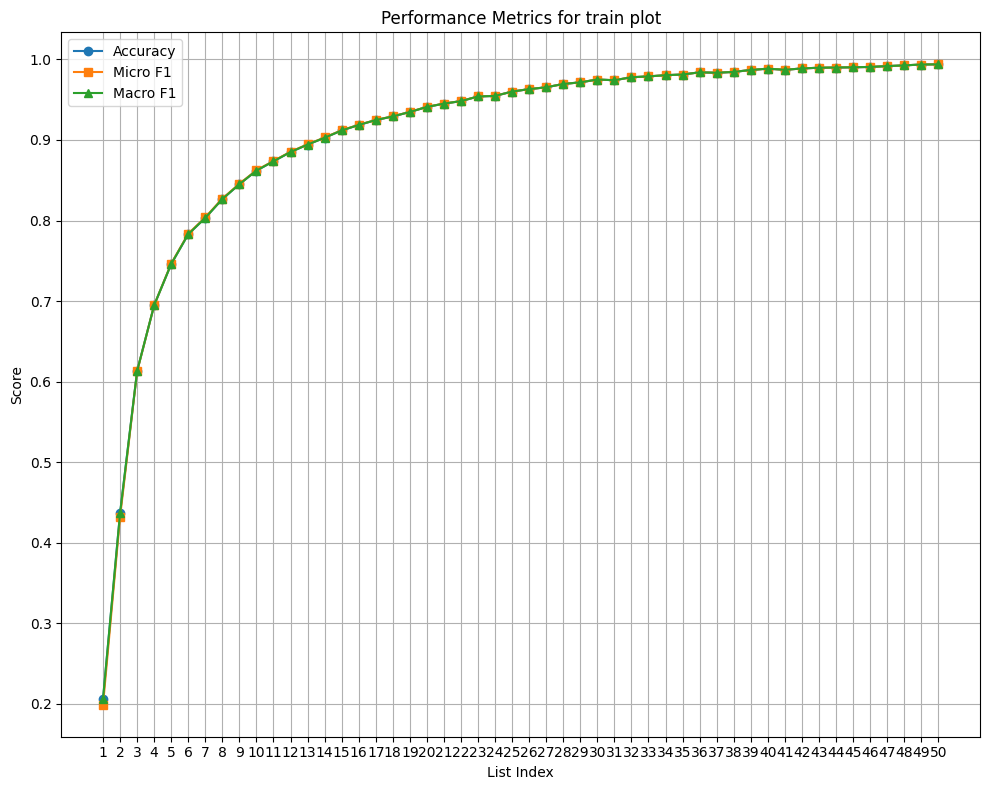 Performance Metrics for train plot
Accuracy
Micro F1
Macro F1
1.0
0.9
0.8
0.7
0.6
0.5
0.4
0.3
0.2
Score
1 2 3 4 5 6 7 8 9 10 11 12 13 14 15 16 17 18 19 20 21 22 23 24 25 26 27 28 29 30 31 32 33 34 35 36 37 38 39 40 41 42 43 44 45 46 47 48 49 50
List Index